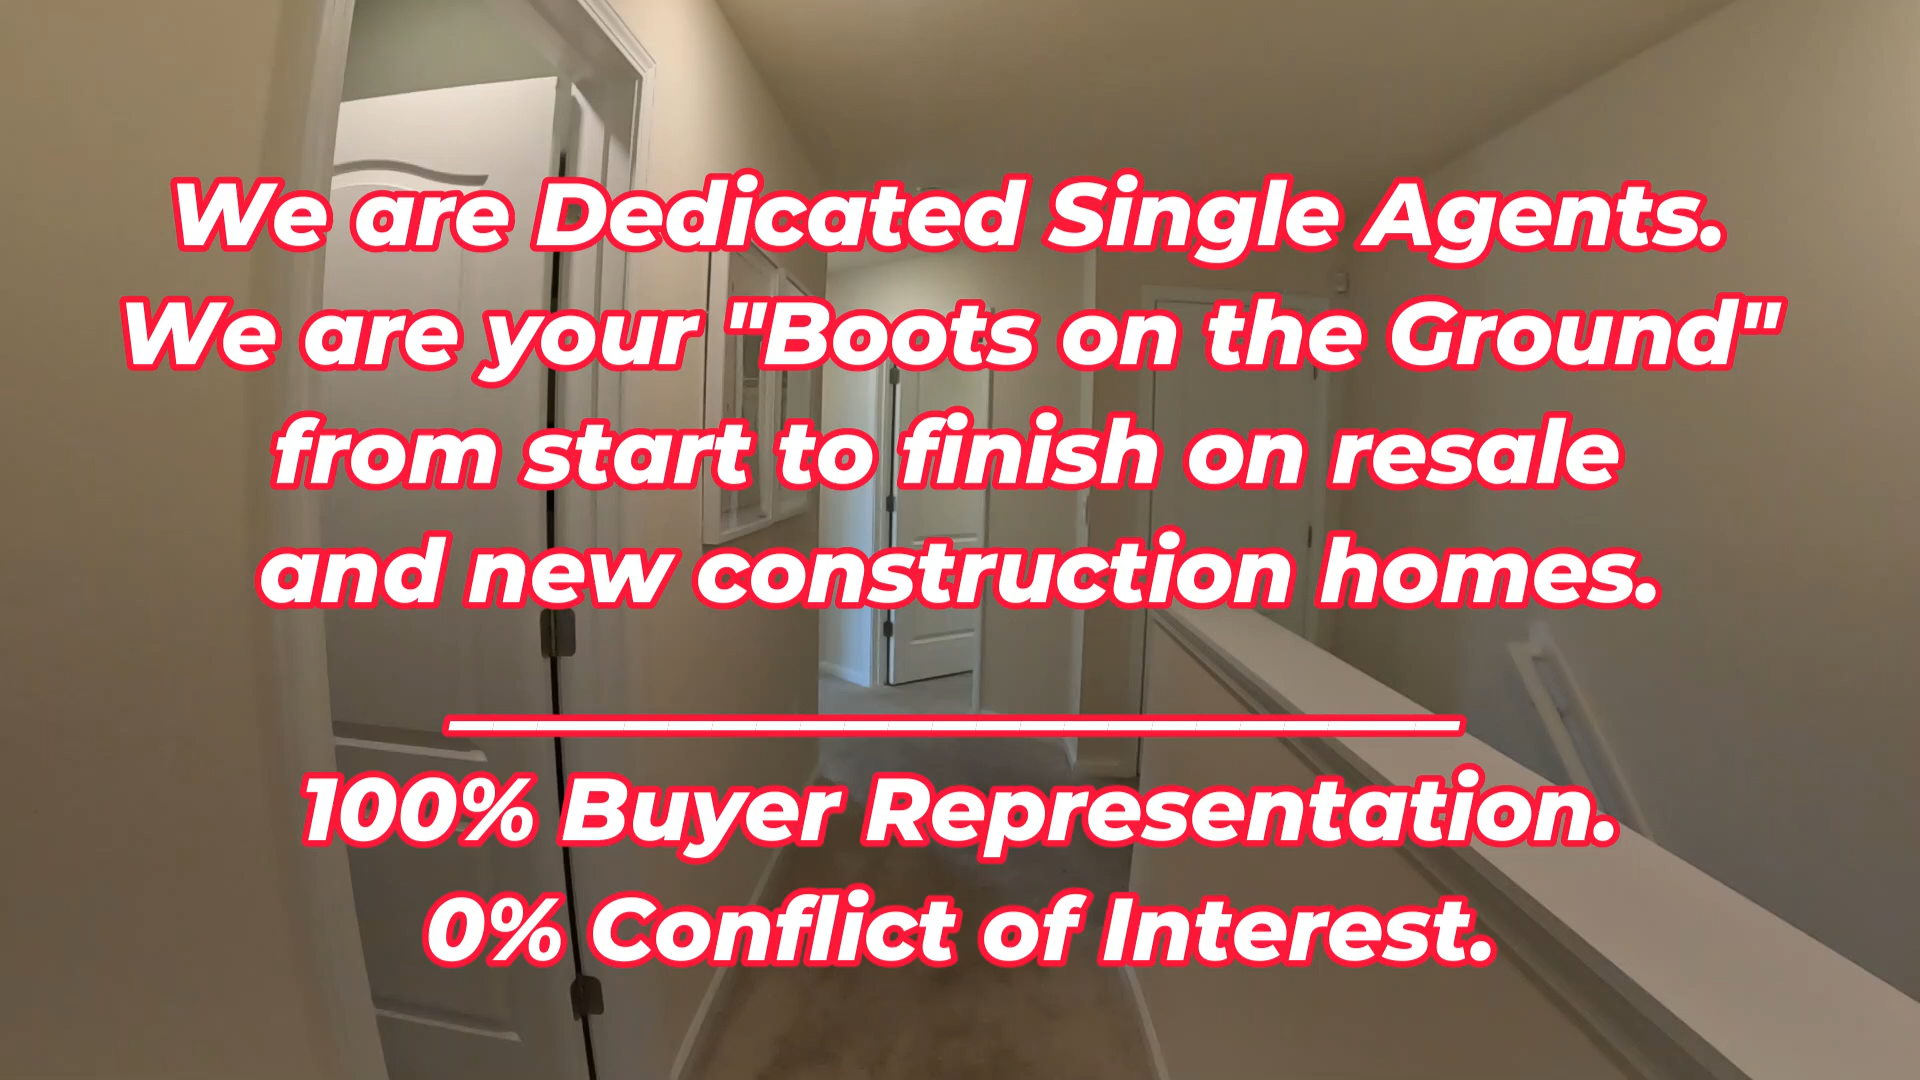 We are Dedicated Single Agents.
We are your "Boots on the Ground"
from start to finish on resale
and new construction homes.
100% Buyer Representation.
0% Conflict of Interest.